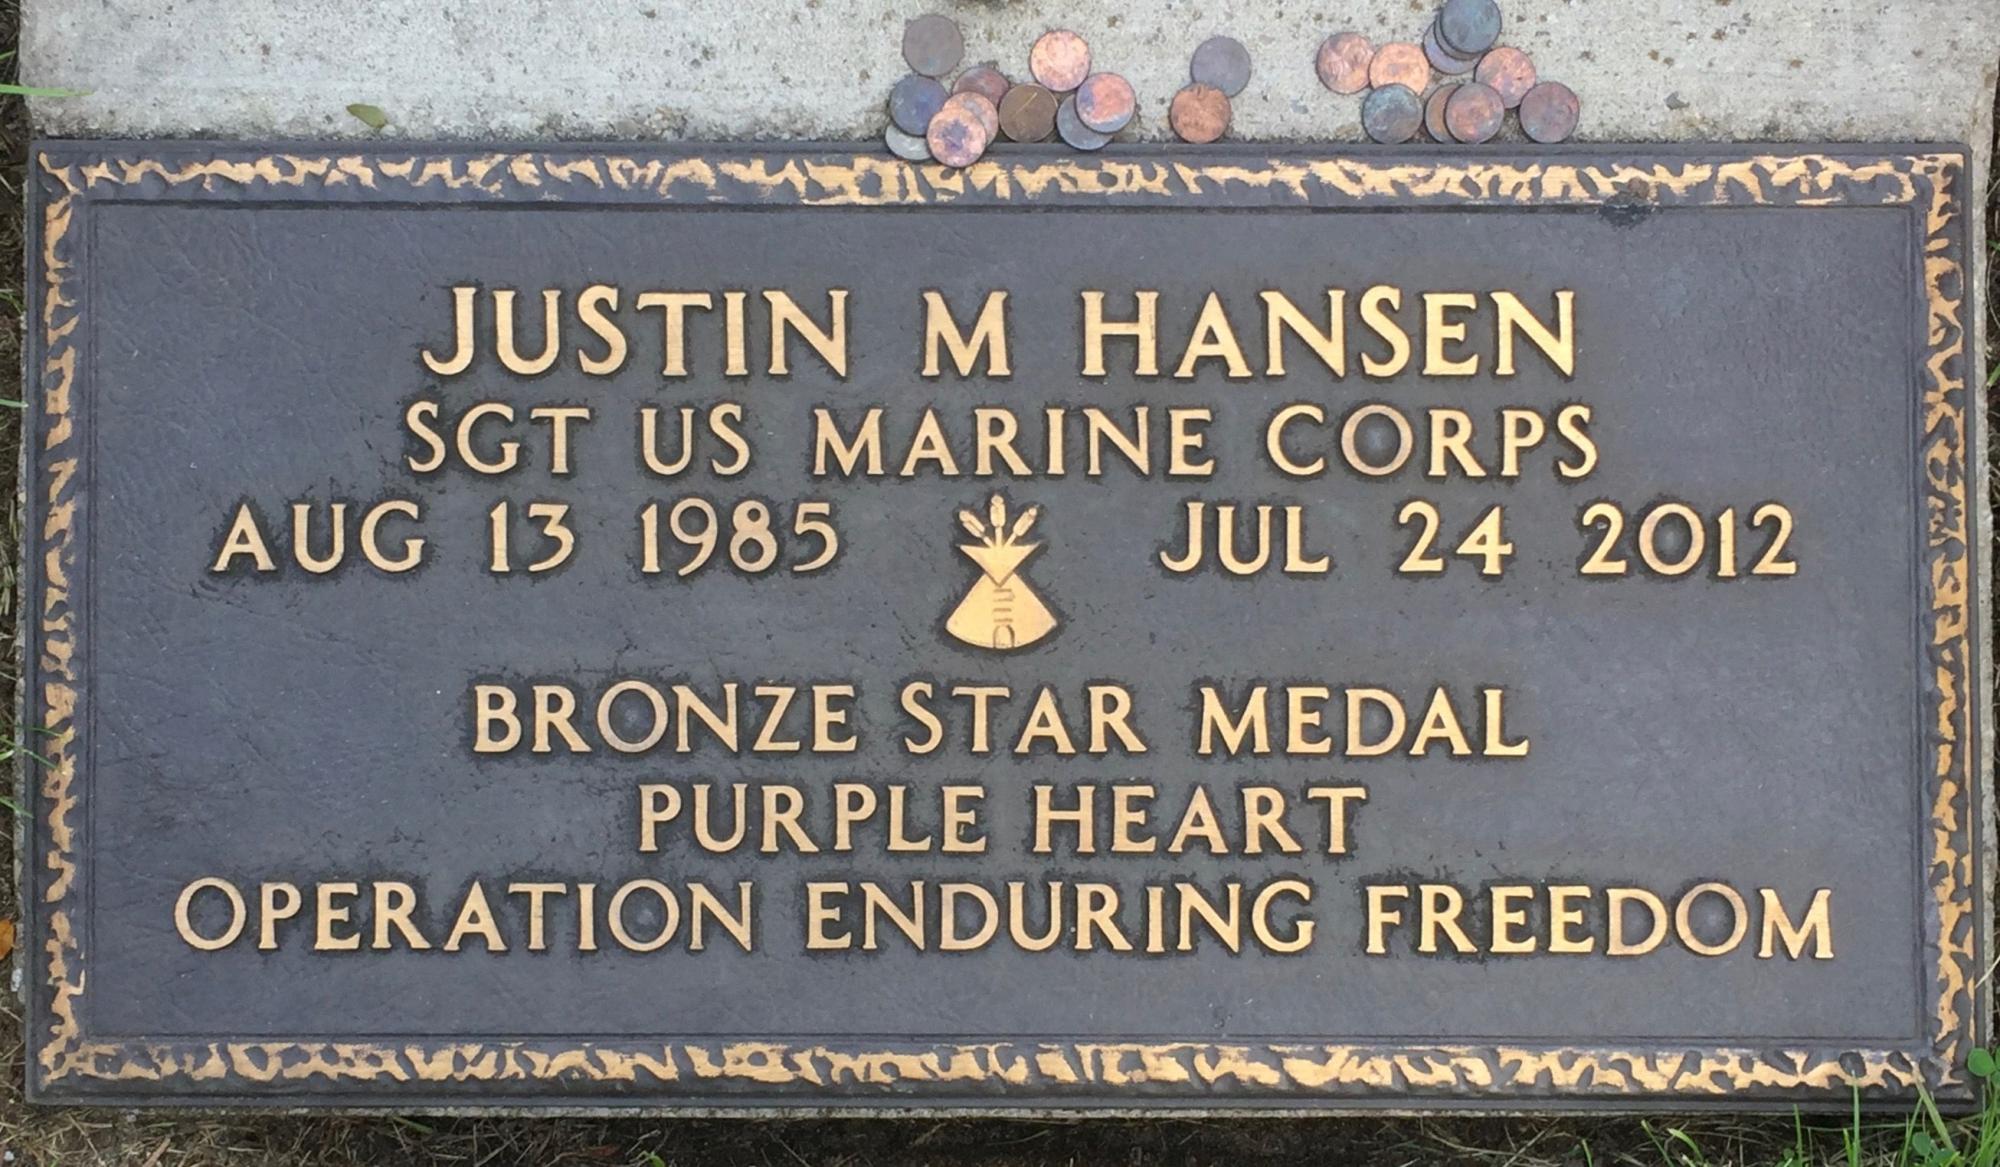 JUSTIN M HANSEN
SGT US MARINE CORPS
AUG 13 1985 JUL 24 2012
BRONZE STAR MEDAL
PURPLE HEART
OPERATION ENDURING FREEDOM